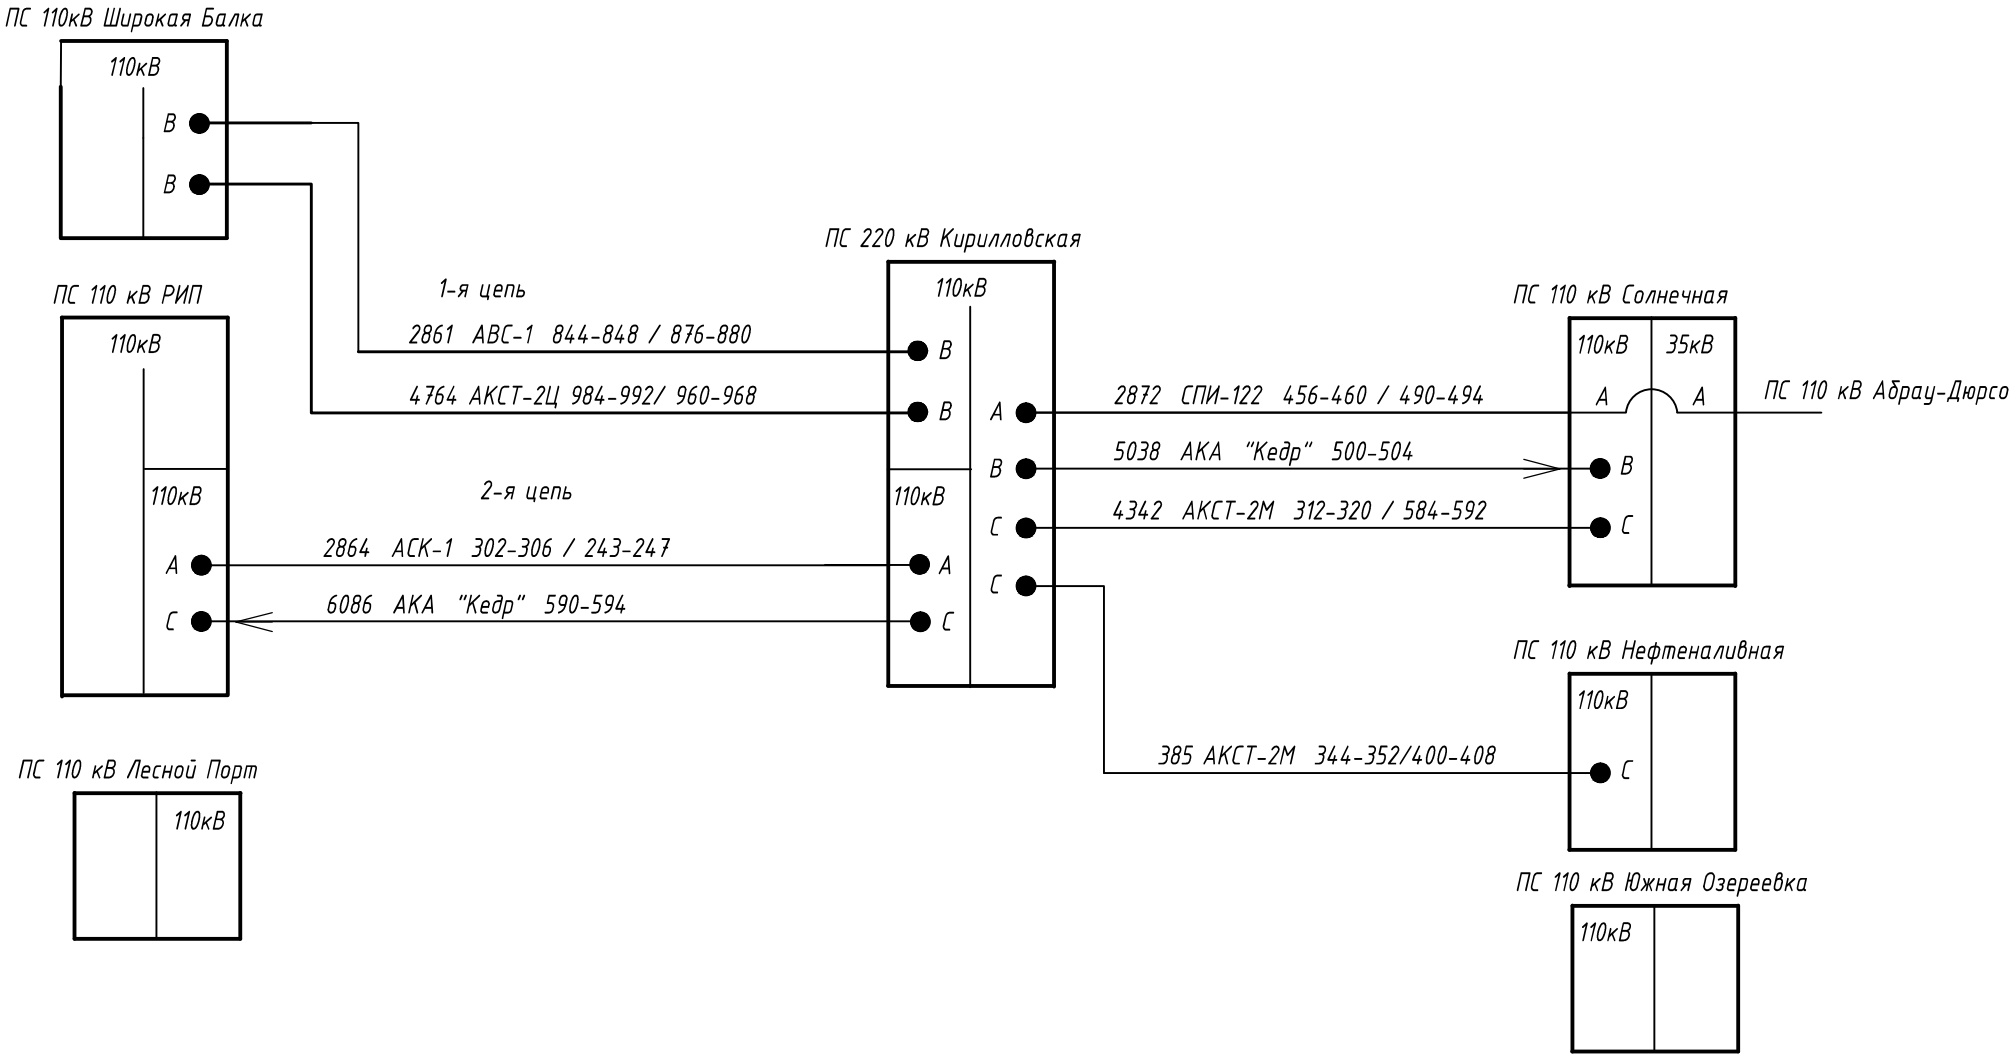 ПС 110кВ Широкая Балка
110кВ
В
В
ПС 110 кВ РИП
110кВ
110кВ
А
С
ПС 110 кВ Лесной Порт
110кВ
1-я цепь
2861 АВС-1 844-848 / 876-880
4764 АКСТ-2Ц 984-992/ 960-968
2-я цепь
2864 АСК-1 302-306 / 243-247
6086 АКА "Кедр" 590-594
ПС 220 кВ Кирилловская
110кВ
В
В
А
В
110кВ
С
А
С
С
2872 СПИ-122 456-460 / 490-494
5038 АКА "Кедр" 500-504
4342 АКСТ-2М 312-320 / 584-592
385 АКСТ-2М 344-352/400-408
ПС 110 кВ Солнечная
110кВ 35кВ
А А
ПС 110 кВ Абрау-Дюрсо
В
С
ПС 110 кВ Нефтеналивная
110кВ
С
ПС 110 кВ Южная Озереевка
110кВ